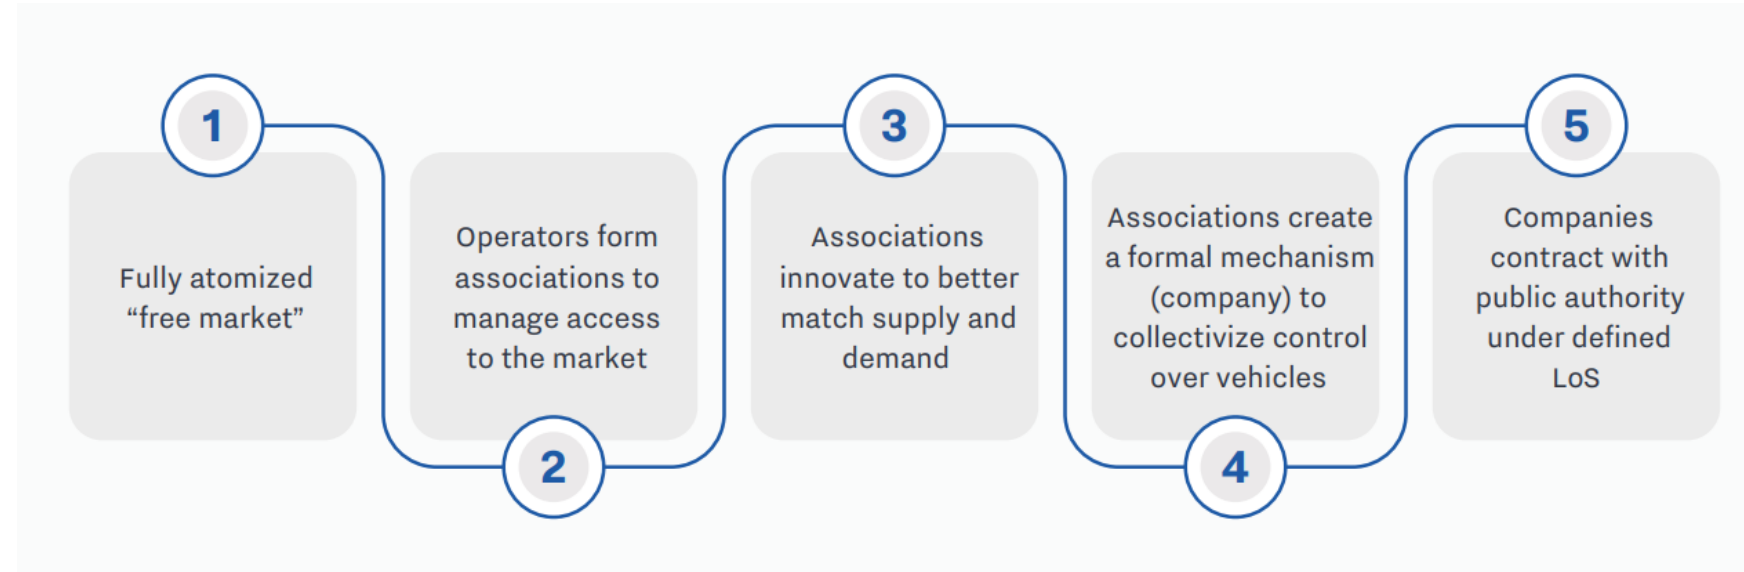 1
Fully atomized
“free market”
2
Operators form
associations to
manage access
to the market
3
Associations
innovate to better
match supply and
demand
4
Associations create
a formal mechanism
(company) to
collectivize control
over vehicles
5
Companies
contract with
public authority
under defined
LoS